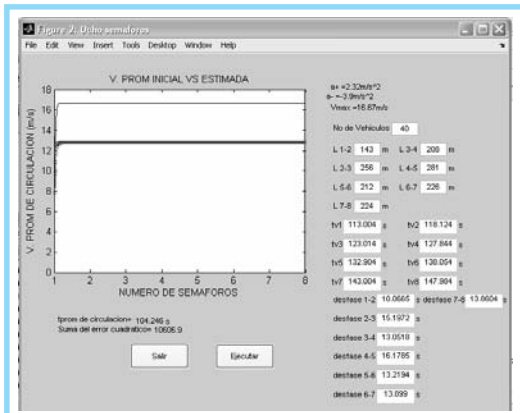 Figure 2. Ocho semaforos
File Edit View Insert Tools Desktop Window Help
V. PROM INICIAL VS ESTIMADA
V. PROM DE CIRCULACION (m/s)
18
16
14
12
10
8
6
4
2
0
1 2 3 4 5 6 7 8
NUMERO DE SEMAFOROS
tprom de circulacion= 104.246 s
Suma del error cuadratico= 10606.9
Salir Ejecutar
a+ =2.32m/s^2
a- =-3.9m/s^2
Vmax =16.67m/s
No de Vehiculos 40
L 1-2 143 m L 3-4 208 m
L 2-3 256 m L 4-5 281 m
L 5-6 212 m L 6-7 226 m
L 7-8 224 m
tv1 113.004 s tv2 118.124 s
tv3 123.014 s tv4 127.844 s
tv5 132.904 s tv6 138.054 s
tv7 143.004 s tv8 147.904 s
desfase 1-2 10.0665 s desfase 7-8 13.8604 s
desfase 2-3 15.1972 s
desfase 3-4 13.0518 s
desfase 4-5 16.1785 s
desfase 5-6 13.2194 s
desfase 6-7 13.899 s